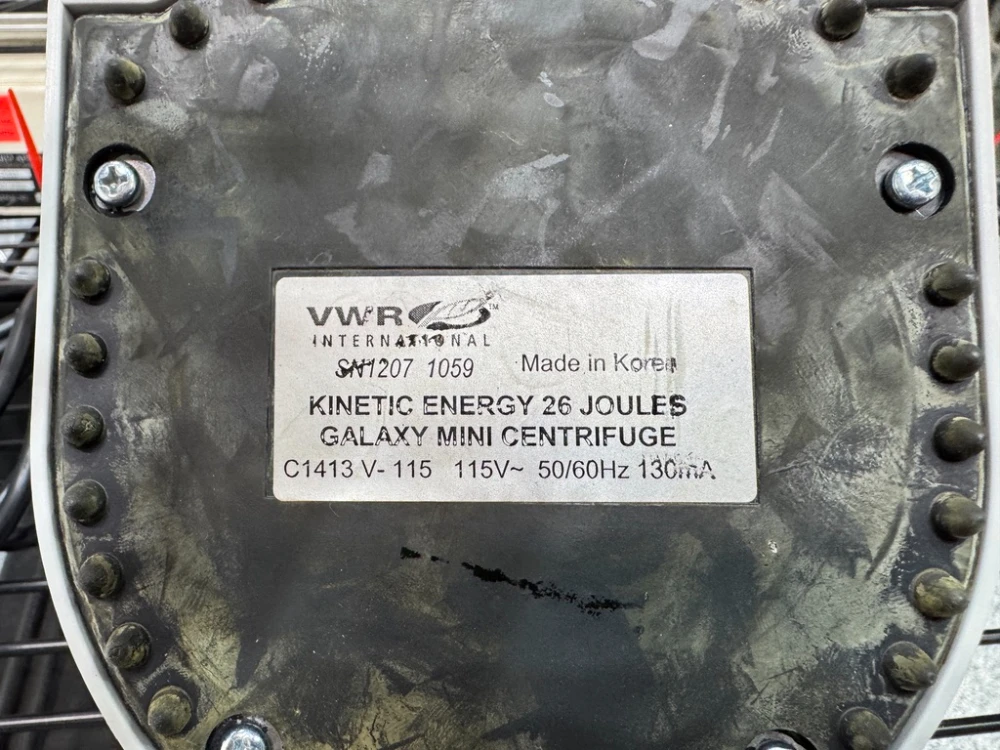 VWR™
INTERNATIONAL
SN1207 1059 Made in Korea
KINETIC ENERGY 26 JOULES
GALAXY MINI CENTRIFUGE
C1413 V- 115 115V~ 50/60Hz 130mA